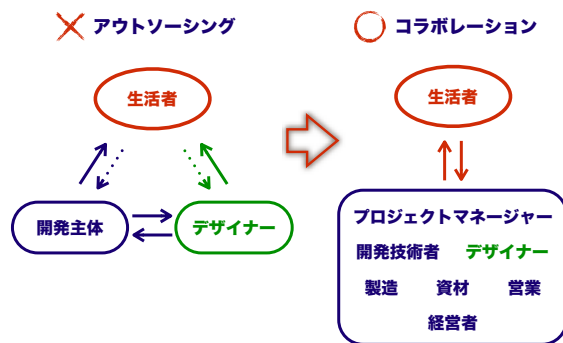 アウトソーシング
生活者
開発主体
デザイナー
コラボレーション
生活者
プロジェクトマネージャー
開発技術者 デザイナー
製造 資材 営業
経営者